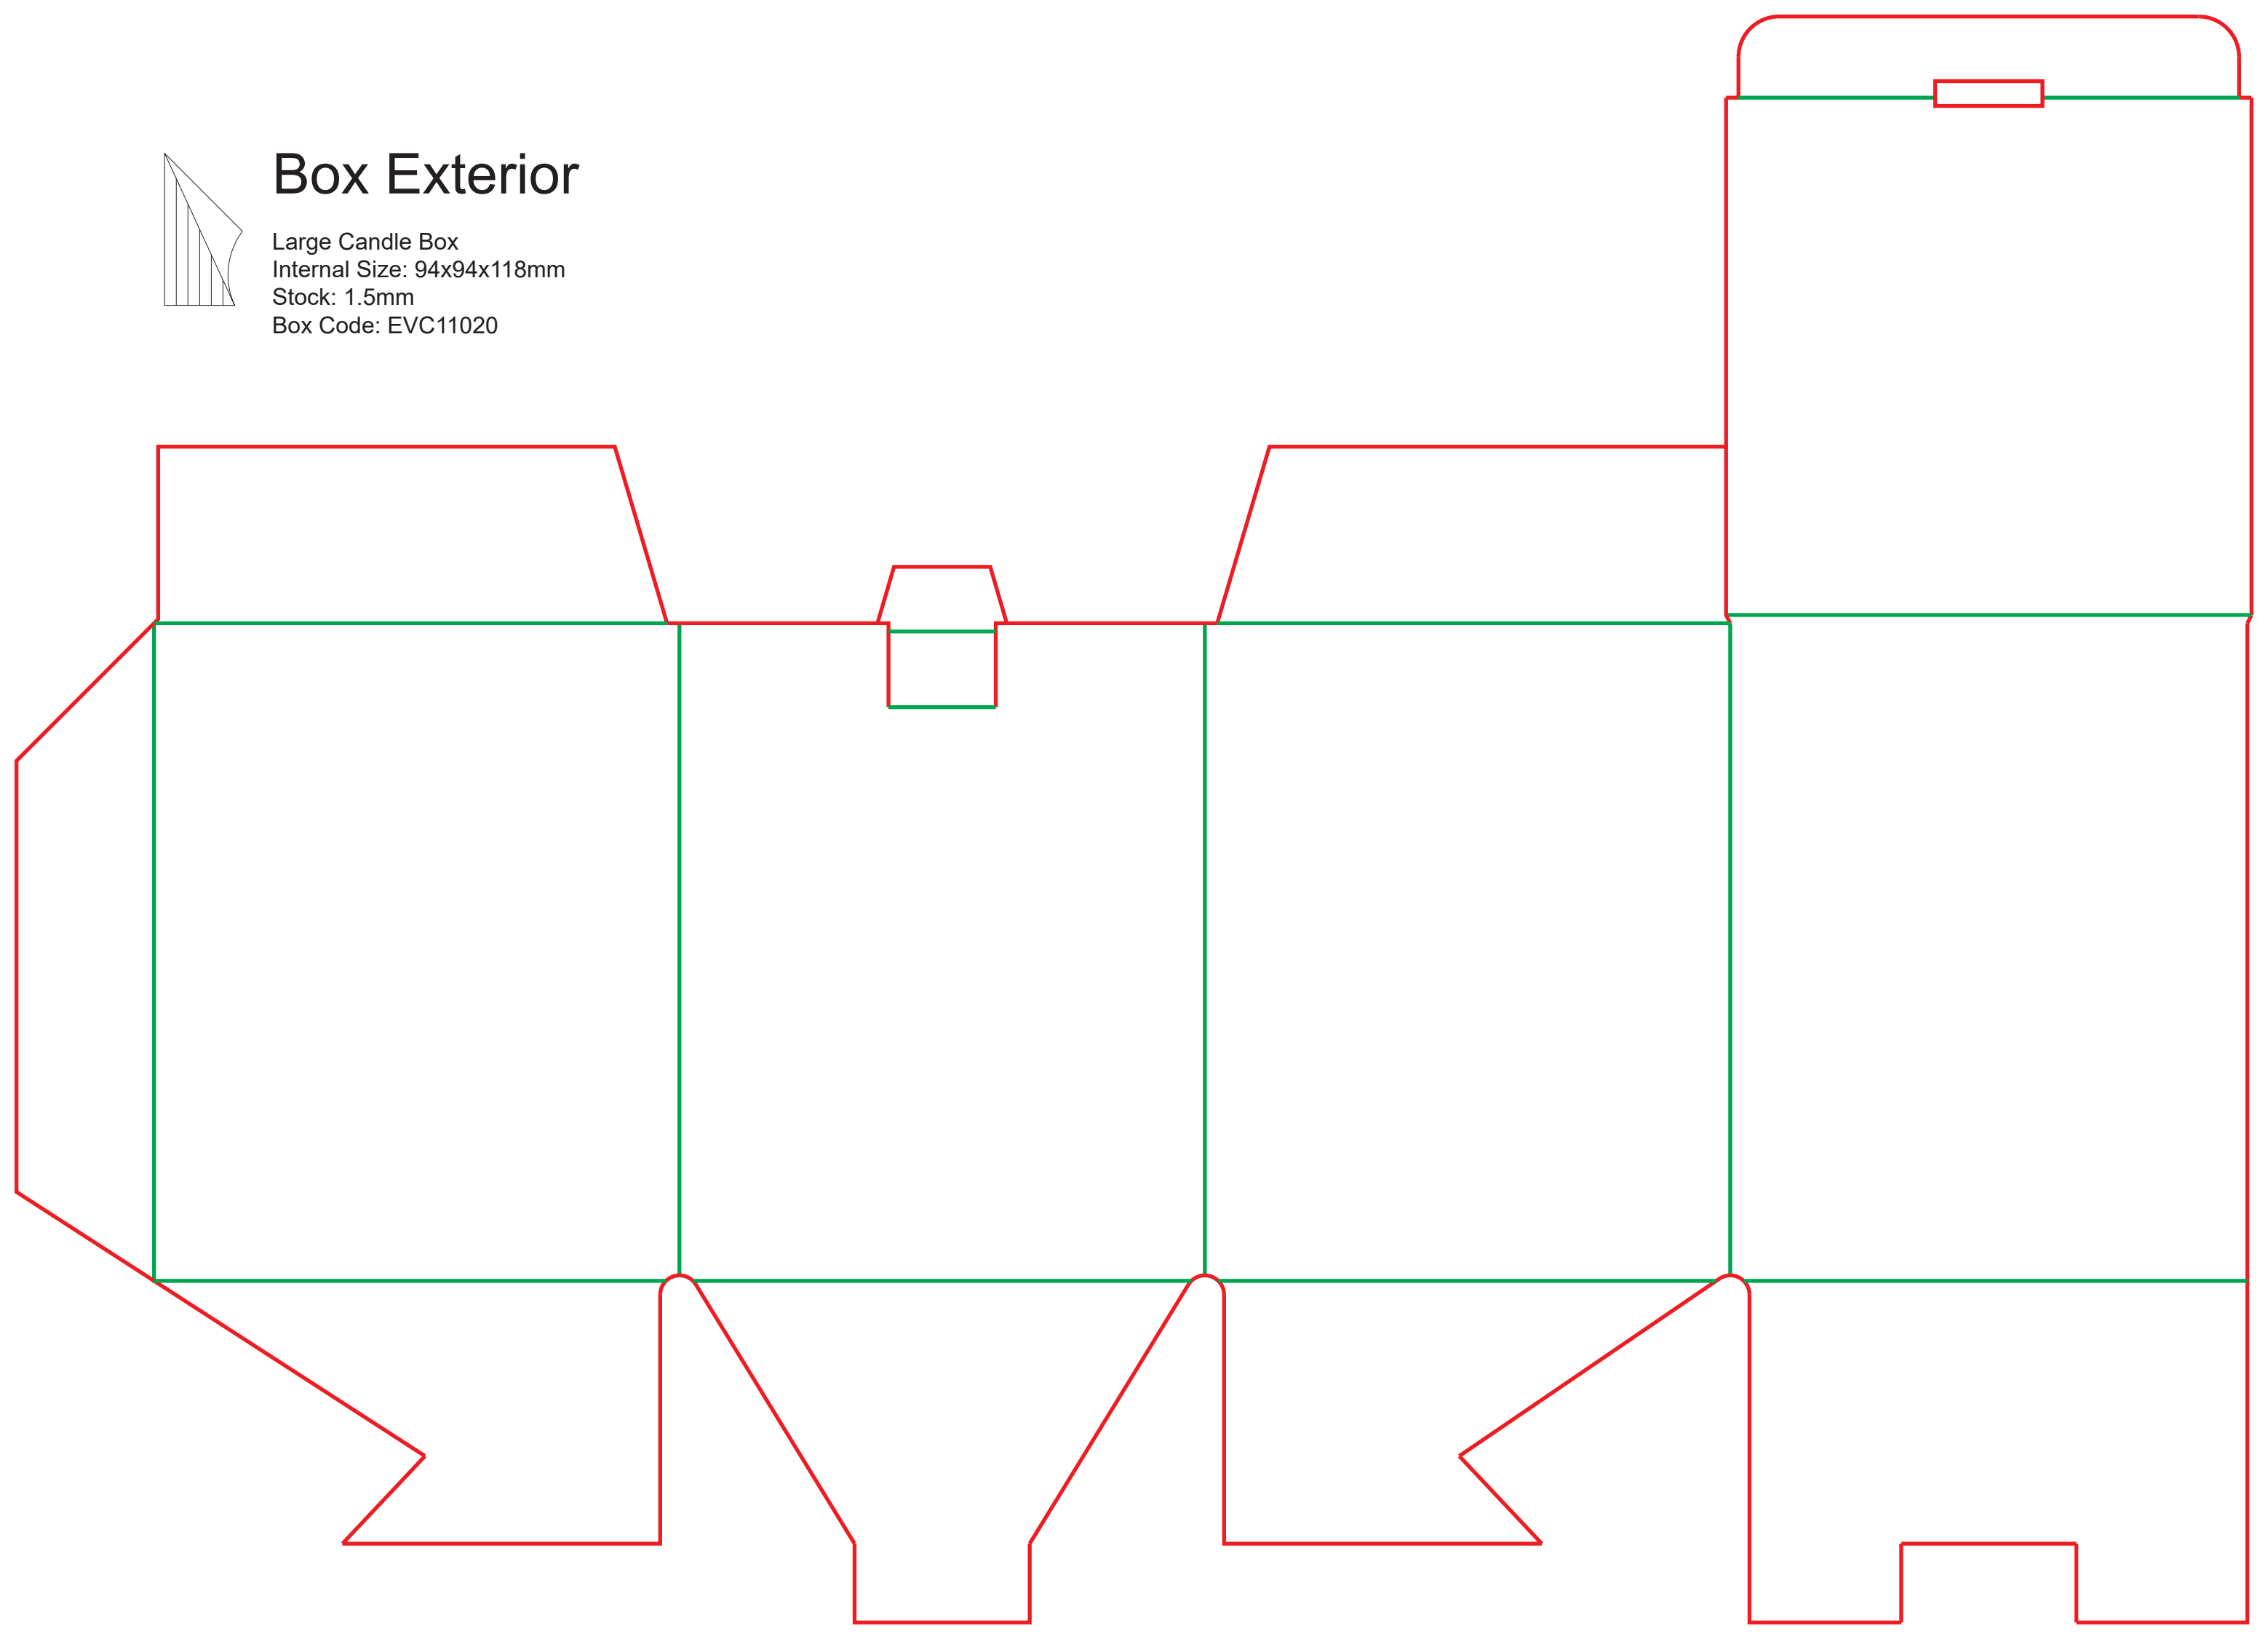 Box Exterior
Large Candle Box
Internal Size: 94x94x118mm
Stock: 1.5mm
Box Code: EVC11020